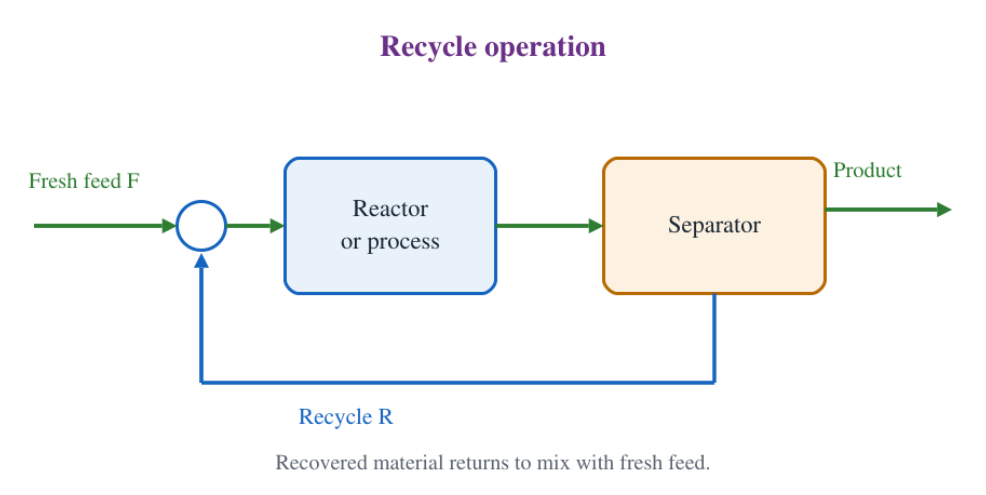 Recycle operation
Fresh feed F
Reactor
or process
Separator
Product
Recycle R
Recovered material returns to mix with fresh feed.